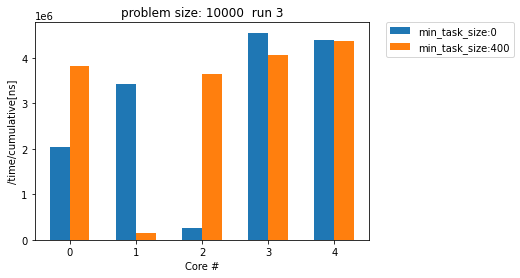 problem size: 10000  run 3
1e6
min_task_size:0
min_task_size:400
/time/cumulative[ns]
4
3
2
1
0
0 1 2 3 4
Core #